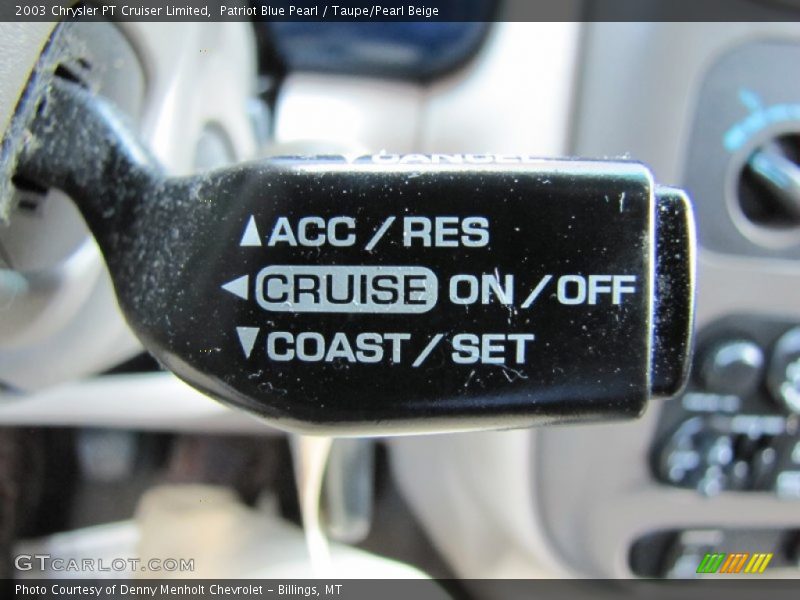 2003 Chrysler PT Cruiser Limited, Patriot Blue Pearl / Taupe/Pearl Beige
CANCEL
ACC / RES
CRUISE ON / OFF
COAST / SET
GTCARLOT.COM
Photo Courtesy of Denny Menholt Chevrolet - Billings, MT